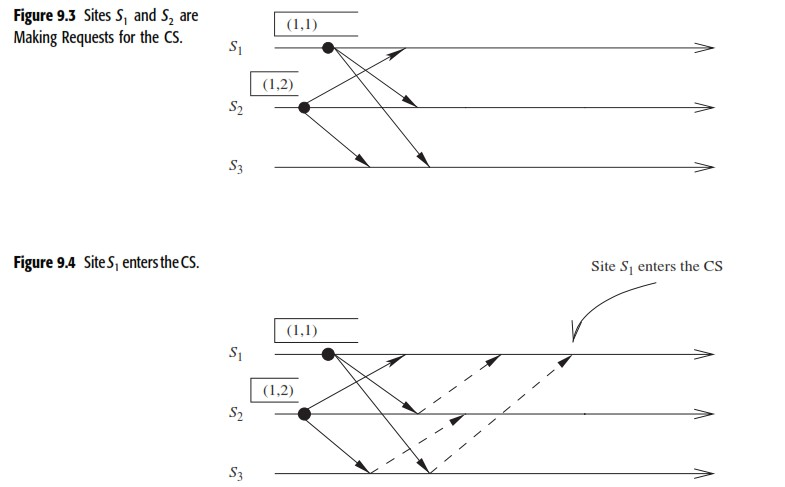 Figure 9.3 Sites S₁ and S₂ are
Making Requests for the CS.
(1,1)
S₁
(1,2)
S₂
S₃
Figure 9.4 Site S₁ enters the CS.
Site S₁ enters the CS
(1,1)
S₁
(1,2)
S₂
S₃